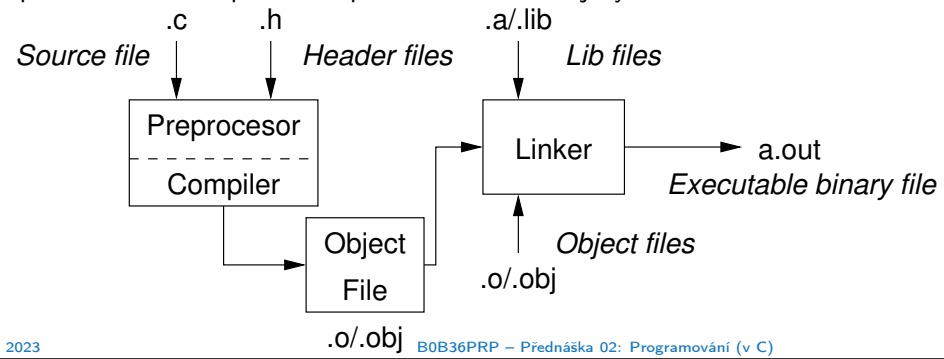 .c
.h
.a/.lib
Source file
Header files
Lib files
Preprocesor
Compiler
Linker
a.out
Executable binary file
Object
File
Object files
.o/.obj
.o/.obj
2023
B0B36PRP – Přednáška 02: Programování (v C)